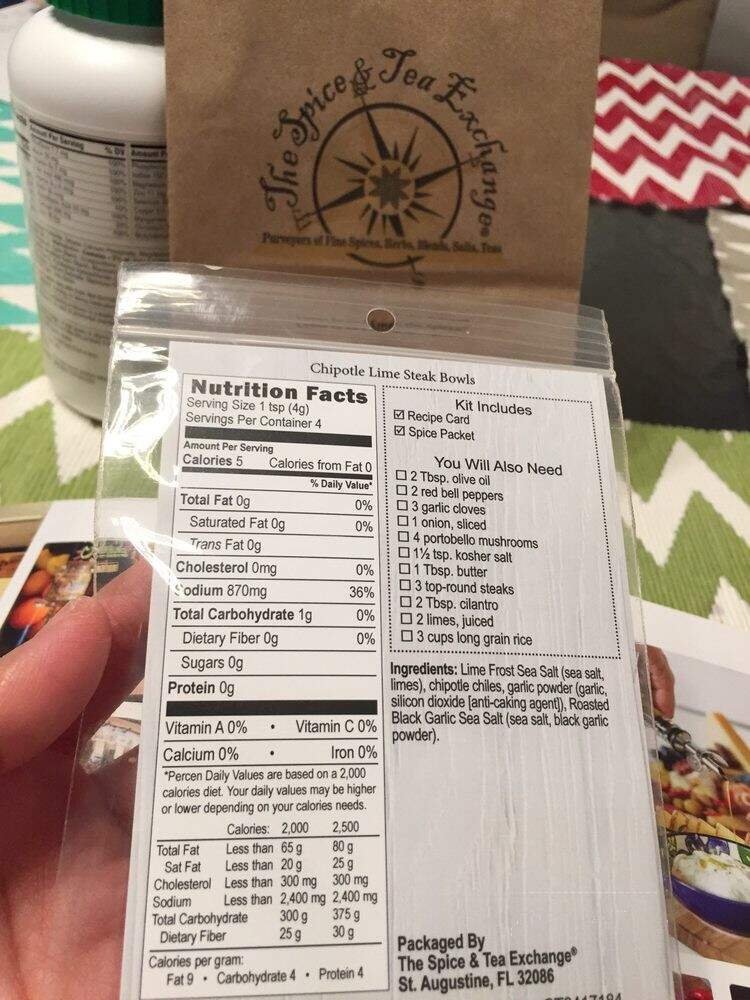 The Spice & Tea Exchange®
Purveyors of Fine Spices, Herbs, Blends, Salts, Teas
Amount Per Serving
% DV
Chipotle Lime Steak Bowls
Nutrition Facts
Serving Size 1 tsp (4g)
Servings Per Container 4
Amount Per Serving
Calories 5 Calories from Fat 0
% Daily Value*
Total Fat 0g 0%
Saturated Fat 0g 0%
Trans Fat 0g
Cholesterol 0mg 0%
Sodium 870mg 36%
Total Carbohydrate 1g 0%
Dietary Fiber 0g 0%
Sugars 0g
Protein 0g
Vitamin A 0% • Vitamin C 0%
Calcium 0% • Iron 0%
*Percen Daily Values are based on a 2,000
calories diet. Your daily values may be higher
or lower depending on your calories needs.
Calories: 2,000 2,500
Total Fat Less than 65 g 80 g
Sat Fat Less than 20 g 25 g
Cholesterol Less than 300 mg 300 mg
Sodium Less than 2,400 mg 2,400 mg
Total Carbohydrate 300 g 375 g
Dietary Fiber 25 g 30 g
Calories per gram:
Fat 9 • Carbohydrate 4 • Protein 4
Kit Includes
☑ Recipe Card
☑ Spice Packet
You Will Also Need
☐ 2 Tbsp. olive oil
☐ 2 red bell peppers
☐ 3 garlic cloves
☐ 1 onion, sliced
☐ 4 portobello mushrooms
☐ 1½ tsp. kosher salt
☐ 1 Tbsp. butter
☐ 3 top-round steaks
☐ 2 Tbsp. cilantro
☐ 2 limes, juiced
☐ 3 cups long grain rice
Ingredients: Lime Frost Sea Salt (sea salt,
limes), chipotle chiles, garlic powder (garlic,
silicon dioxide [anti-caking agent]), Roasted
Black Garlic Sea Salt (sea salt, black garlic
powder).
Packaged By
The Spice & Tea Exchange®
St. Augustine, FL 32086